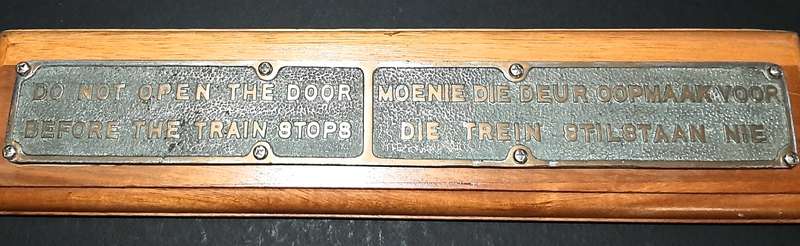 DO NOT OPEN THE DOOR
BEFORE THE TRAIN STOPS
MOENIE DIE DEUR OOPMAAK VOOR
DIE TREIN STILSTAAN NIE